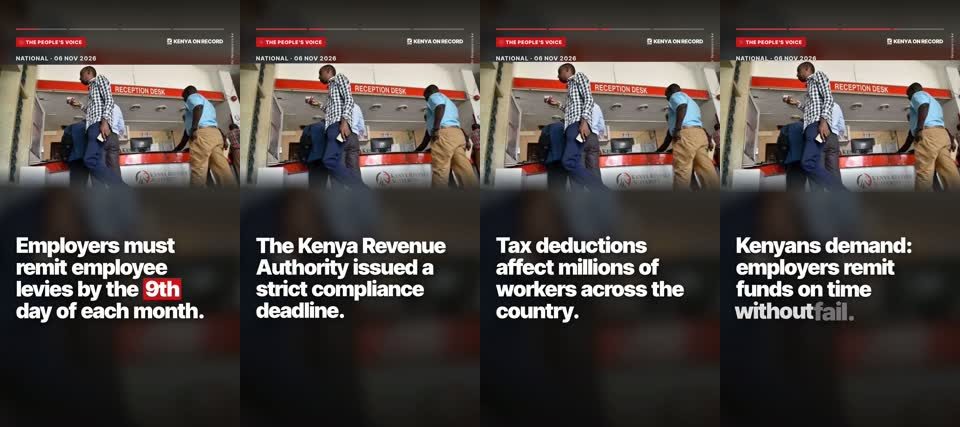 THE PEOPLE'S VOICE
KENYA ON RECORD
NATIONAL · 06 NOV 2026
RECEPTION DESK
Employers must
remit employee
levies by the 9th
day of each month.
THE PEOPLE'S VOICE
KENYA ON RECORD
NATIONAL · 06 NOV 2026
RECEPTION DESK
The Kenya Revenue
Authority issued a
strict compliance
deadline.
THE PEOPLE'S VOICE
KENYA ON RECORD
NATIONAL · 06 NOV 2026
RECEPTION DESK
Tax deductions
affect millions of
workers across the
country.
THE PEOPLE'S VOICE
KENYA ON RECORD
NATIONAL · 06 NOV 2026
RECEPTION DESK
Kenyans demand:
employers remit
funds on time
without fail.